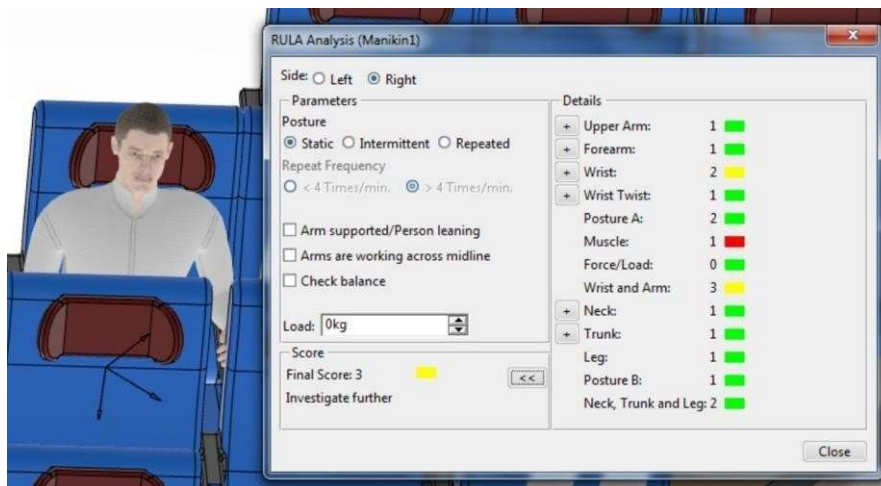 RULA Analysis (Manikin1)
Side: Left Right
Parameters
Posture
Static Intermittent Repeated
Repeat Frequency
< 4 Times/min. > 4 Times/min.
Arm supported/Person leaning
Arms are working across midline
Check balance
Load: 0kg
Score
Final Score: 3
<<
Investigate further
Details
+ Upper Arm: 1
+ Forearm: 1
+ Wrist: 2
+ Wrist Twist: 1
Posture A: 2
Muscle: 1
Force/Load: 0
Wrist and Arm: 3
+ Neck: 1
+ Trunk: 1
Leg: 1
Posture B: 1
Neck, Trunk and Leg: 2
Close